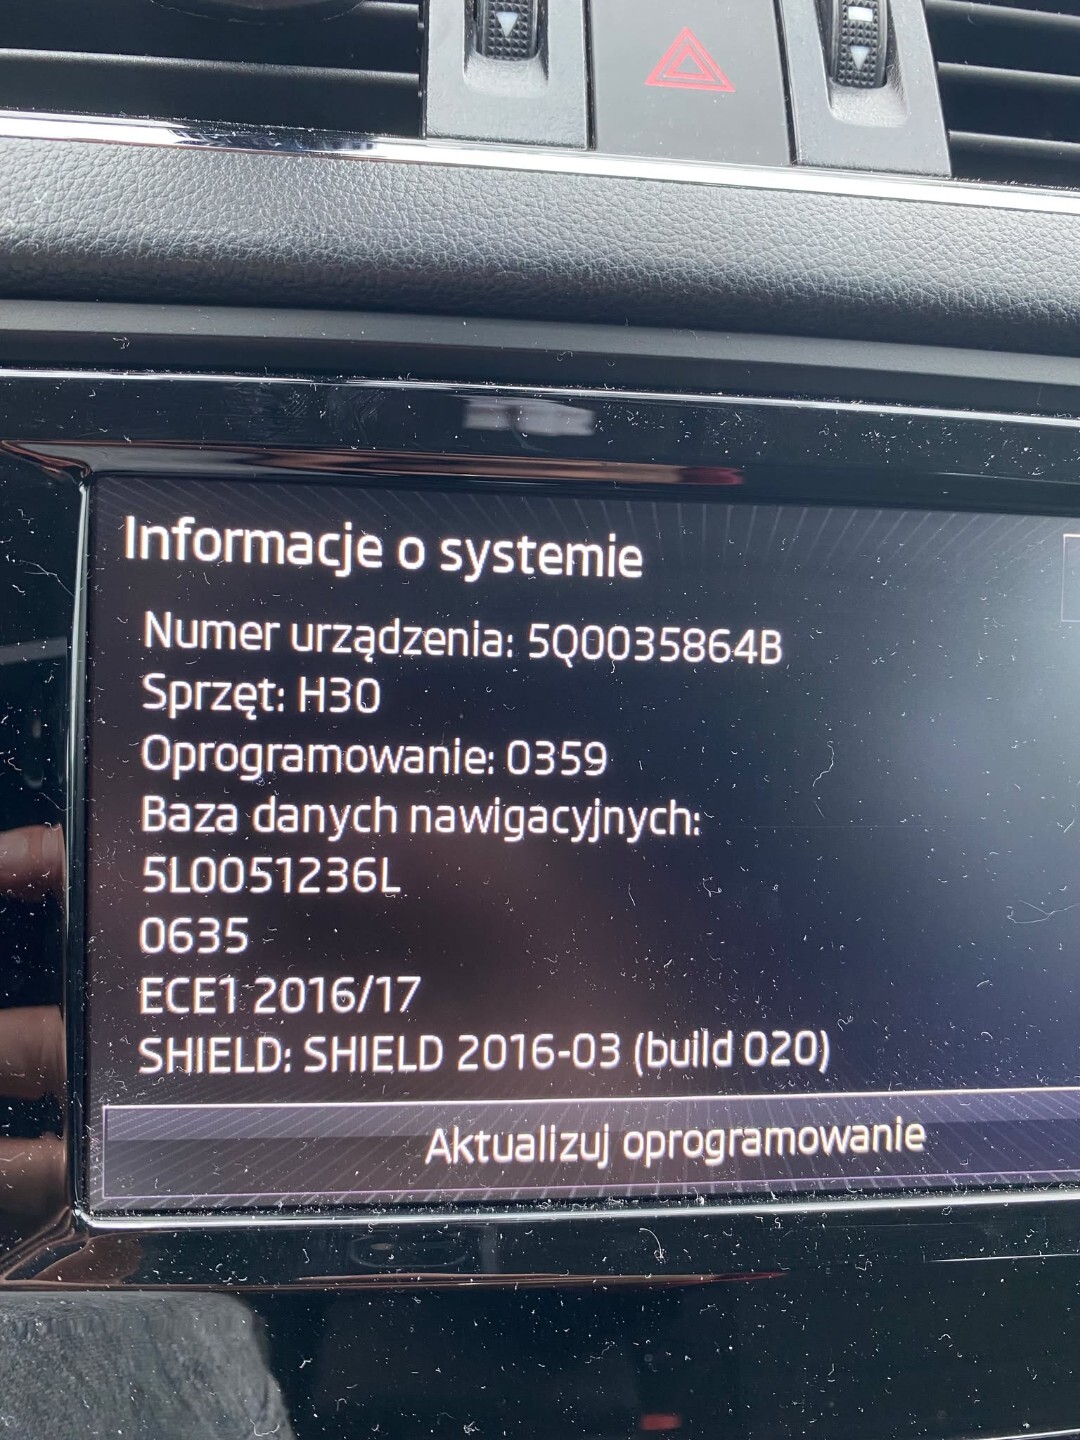 Informacje o systemie
Numer urządzenia: 5Q0035864B
Sprzęt: H30
Oprogramowanie: 0359
Baza danych nawigacyjnych:
5L0051236L
0635
ECE1 2016/17
SHIELD: SHIELD 2016-03 (build 020)
Aktualizuj oprogramowanie